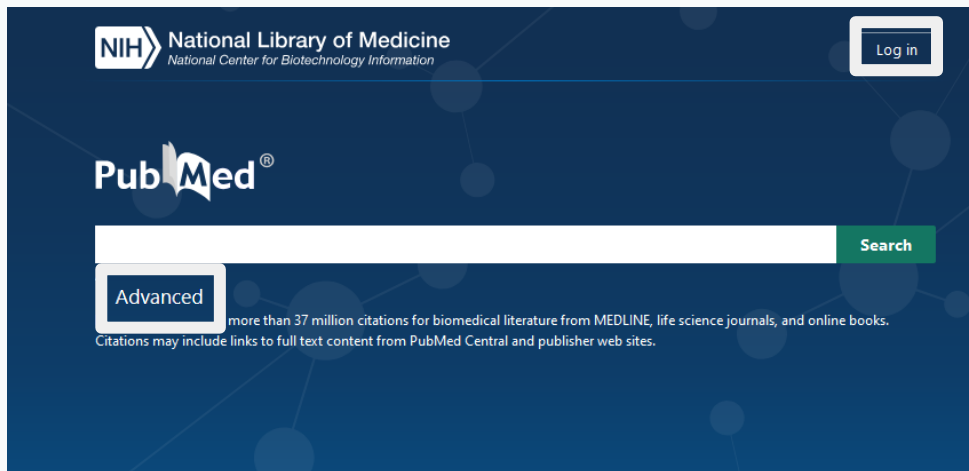 NIH National Library of Medicine
National Center for Biotechnology Information
Log in
PubMed®
Search
Advanced
more than 37 million citations for biomedical literature from MEDLINE, life science journals, and online books.
Citations may include links to full text content from PubMed Central and publisher web sites.